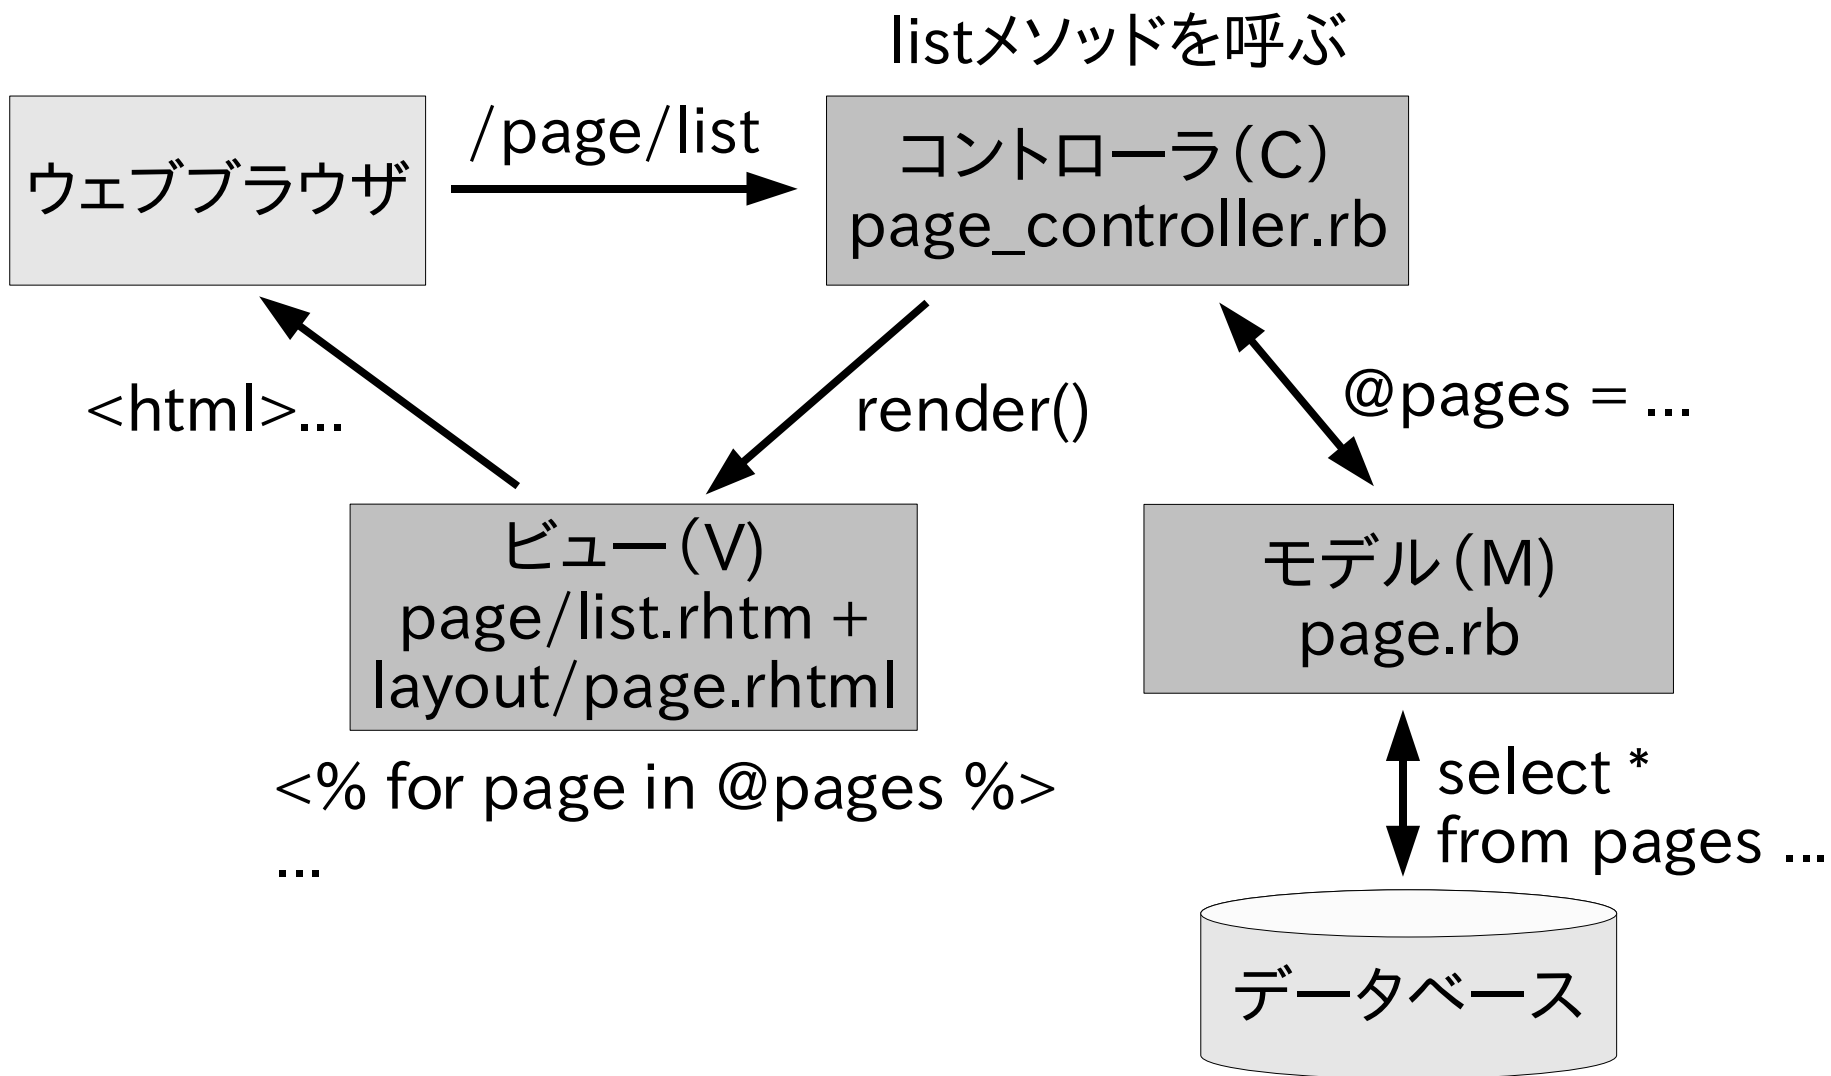 listメソッドを呼ぶ
ウェブブラウザ
/page/list
コントローラ（C）
page_controller.rb
<html>...
render()
@pages = ...
ビュー（V)
page/list.rhtm +
layout/page.rhtml
モデル（M)
page.rb
<% for page in @pages %>
...
select *
from pages ...
データベース